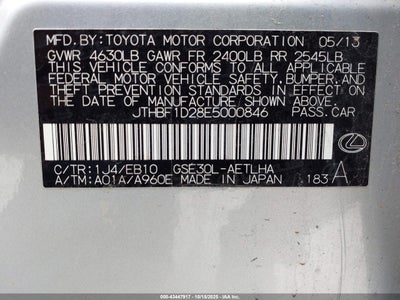 MFD.BY:TOYOTA MOTOR CORPORATION 05/13
GVWR 4630LB GAWR FR 2400LB RR 2545LB
THIS VEHICLE CONFORMS TO ALL APPLICABLE
FEDERAL MOTOR VEHICLE SAFETY, BUMPER, AND
THEFT PREVENTION STANDARDS IN EFFECT ON
THE DATE OF MANUFACTURE SHOWN ABOVE.
JTHBF1D28E5000846 PASS.CAR
C/TR:1J4/EB10 GSE30L-AETLHA
A/TM:A01A/A960E MADE IN JAPAN 183 A
000-43447917 - 10/15/2025 - IAA Inc.